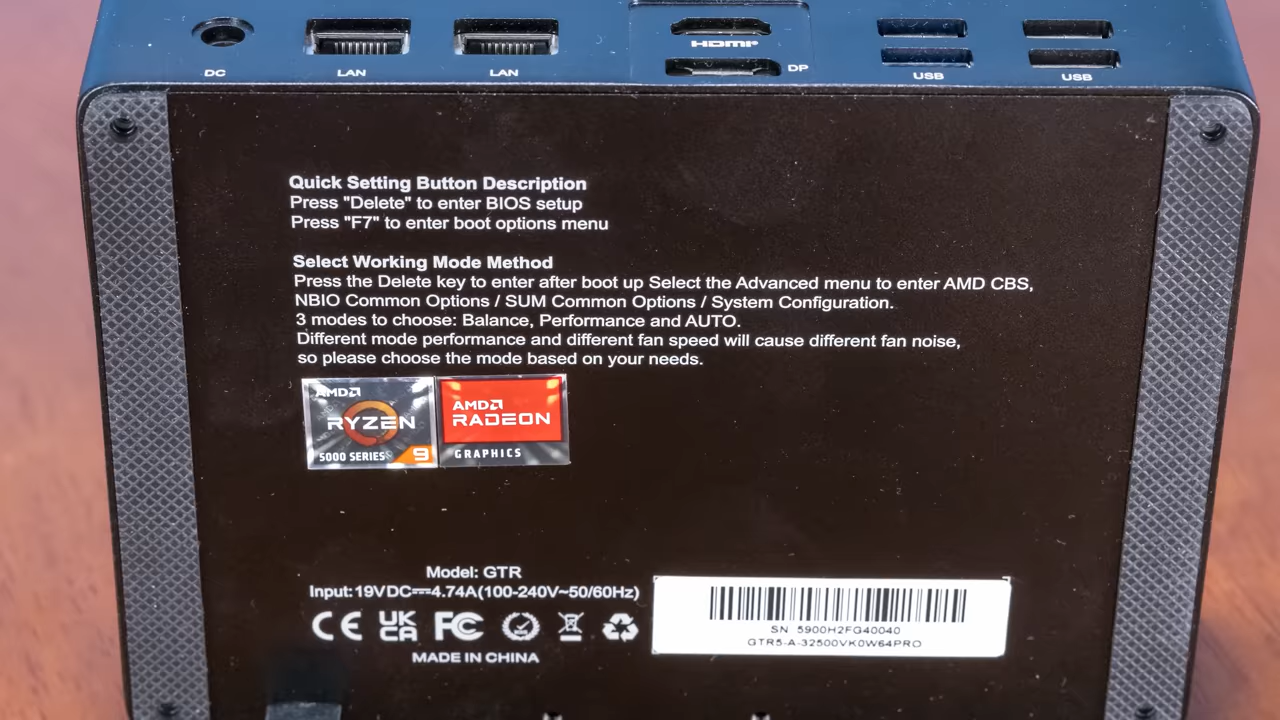 DC
LAN
LAN
HDMI
DP
USB
USB
Quick Setting Button Description
Press "Delete" to enter BIOS setup
Press "F7" to enter boot options menu
Select Working Mode Method
Press the Delete key to enter after boot up Select the Advanced menu to enter AMD CBS,
NBIO Common Options / SUM Common Options / System Configuration.
3 modes to choose: Balance, Performance and AUTO.
Different mode performance and different fan speed will cause different fan noise,
so please choose the mode based on your needs.
AMD
RYZEN
5000 SERIES 9
AMD
RADEON
GRAPHICS
Model: GTR
Input:19VDC⎓4.74A(100-240V~50/60Hz)
CE UK CA FC
MADE IN CHINA
SN 5900H2FG40040
GTR5-A-32500VK0W64PRO